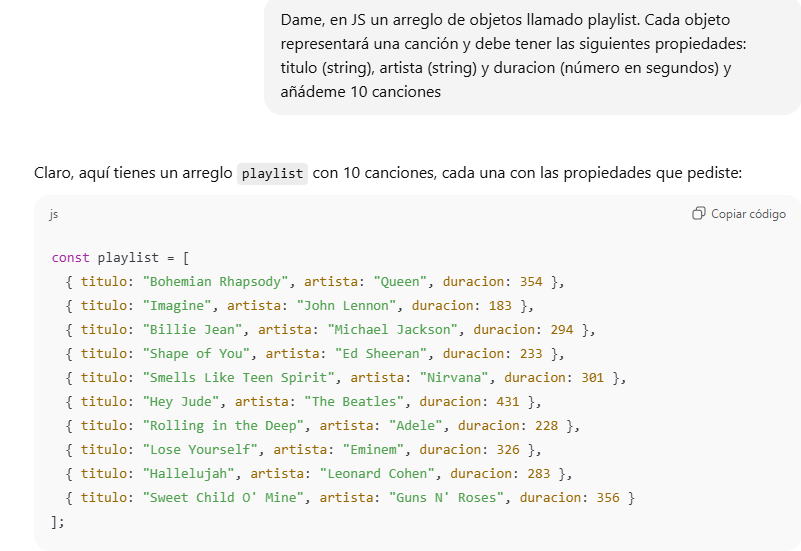 Dame, en JS un arreglo de objetos llamado playlist. Cada objeto
representará una canción y debe tener las siguientes propiedades:
titulo (string), artista (string) y duracion (número en segundos) y
añádeme 10 canciones
Claro, aquí tienes un arreglo playlist con 10 canciones, cada una con las propiedades que pediste:
js Copiar código
const playlist = [
  { titulo: "Bohemian Rhapsody", artista: "Queen", duracion: 354 },
  { titulo: "Imagine", artista: "John Lennon", duracion: 183 },
  { titulo: "Billie Jean", artista: "Michael Jackson", duracion: 294 },
  { titulo: "Shape of You", artista: "Ed Sheeran", duracion: 233 },
  { titulo: "Smells Like Teen Spirit", artista: "Nirvana", duracion: 301 },
  { titulo: "Hey Jude", artista: "The Beatles", duracion: 431 },
  { titulo: "Rolling in the Deep", artista: "Adele", duracion: 228 },
  { titulo: "Lose Yourself", artista: "Eminem", duracion: 326 },
  { titulo: "Hallelujah", artista: "Leonard Cohen", duracion: 283 },
  { titulo: "Sweet Child O' Mine", artista: "Guns N' Roses", duracion: 356 }
];